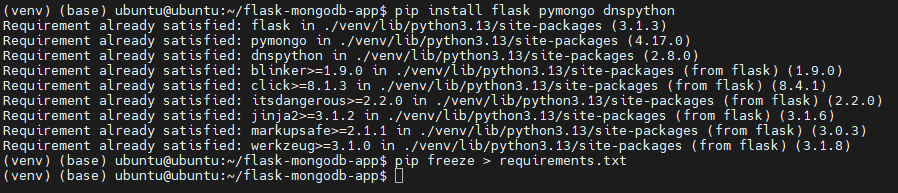 (venv) (base) ubuntu@ubuntu:~/flask-mongodb-app$ pip install flask pymongo dnspython
Requirement already satisfied: flask in ./venv/lib/python3.13/site-packages (3.1.3)
Requirement already satisfied: pymongo in ./venv/lib/python3.13/site-packages (4.17.0)
Requirement already satisfied: dnspython in ./venv/lib/python3.13/site-packages (2.8.0)
Requirement already satisfied: blinker>=1.9.0 in ./venv/lib/python3.13/site-packages (from flask) (1.9.0)
Requirement already satisfied: click>=8.1.3 in ./venv/lib/python3.13/site-packages (from flask) (8.4.1)
Requirement already satisfied: itsdangerous>=2.2.0 in ./venv/lib/python3.13/site-packages (from flask) (2.2.0)
Requirement already satisfied: jinja2>=3.1.2 in ./venv/lib/python3.13/site-packages (from flask) (3.1.6)
Requirement already satisfied: markupsafe>=2.1.1 in ./venv/lib/python3.13/site-packages (from flask) (3.0.3)
Requirement already satisfied: werkzeug>=3.1.0 in ./venv/lib/python3.13/site-packages (from flask) (3.1.8)
(venv) (base) ubuntu@ubuntu:~/flask-mongodb-app$ pip freeze > requirements.txt
(venv) (base) ubuntu@ubuntu:~/flask-mongodb-app$